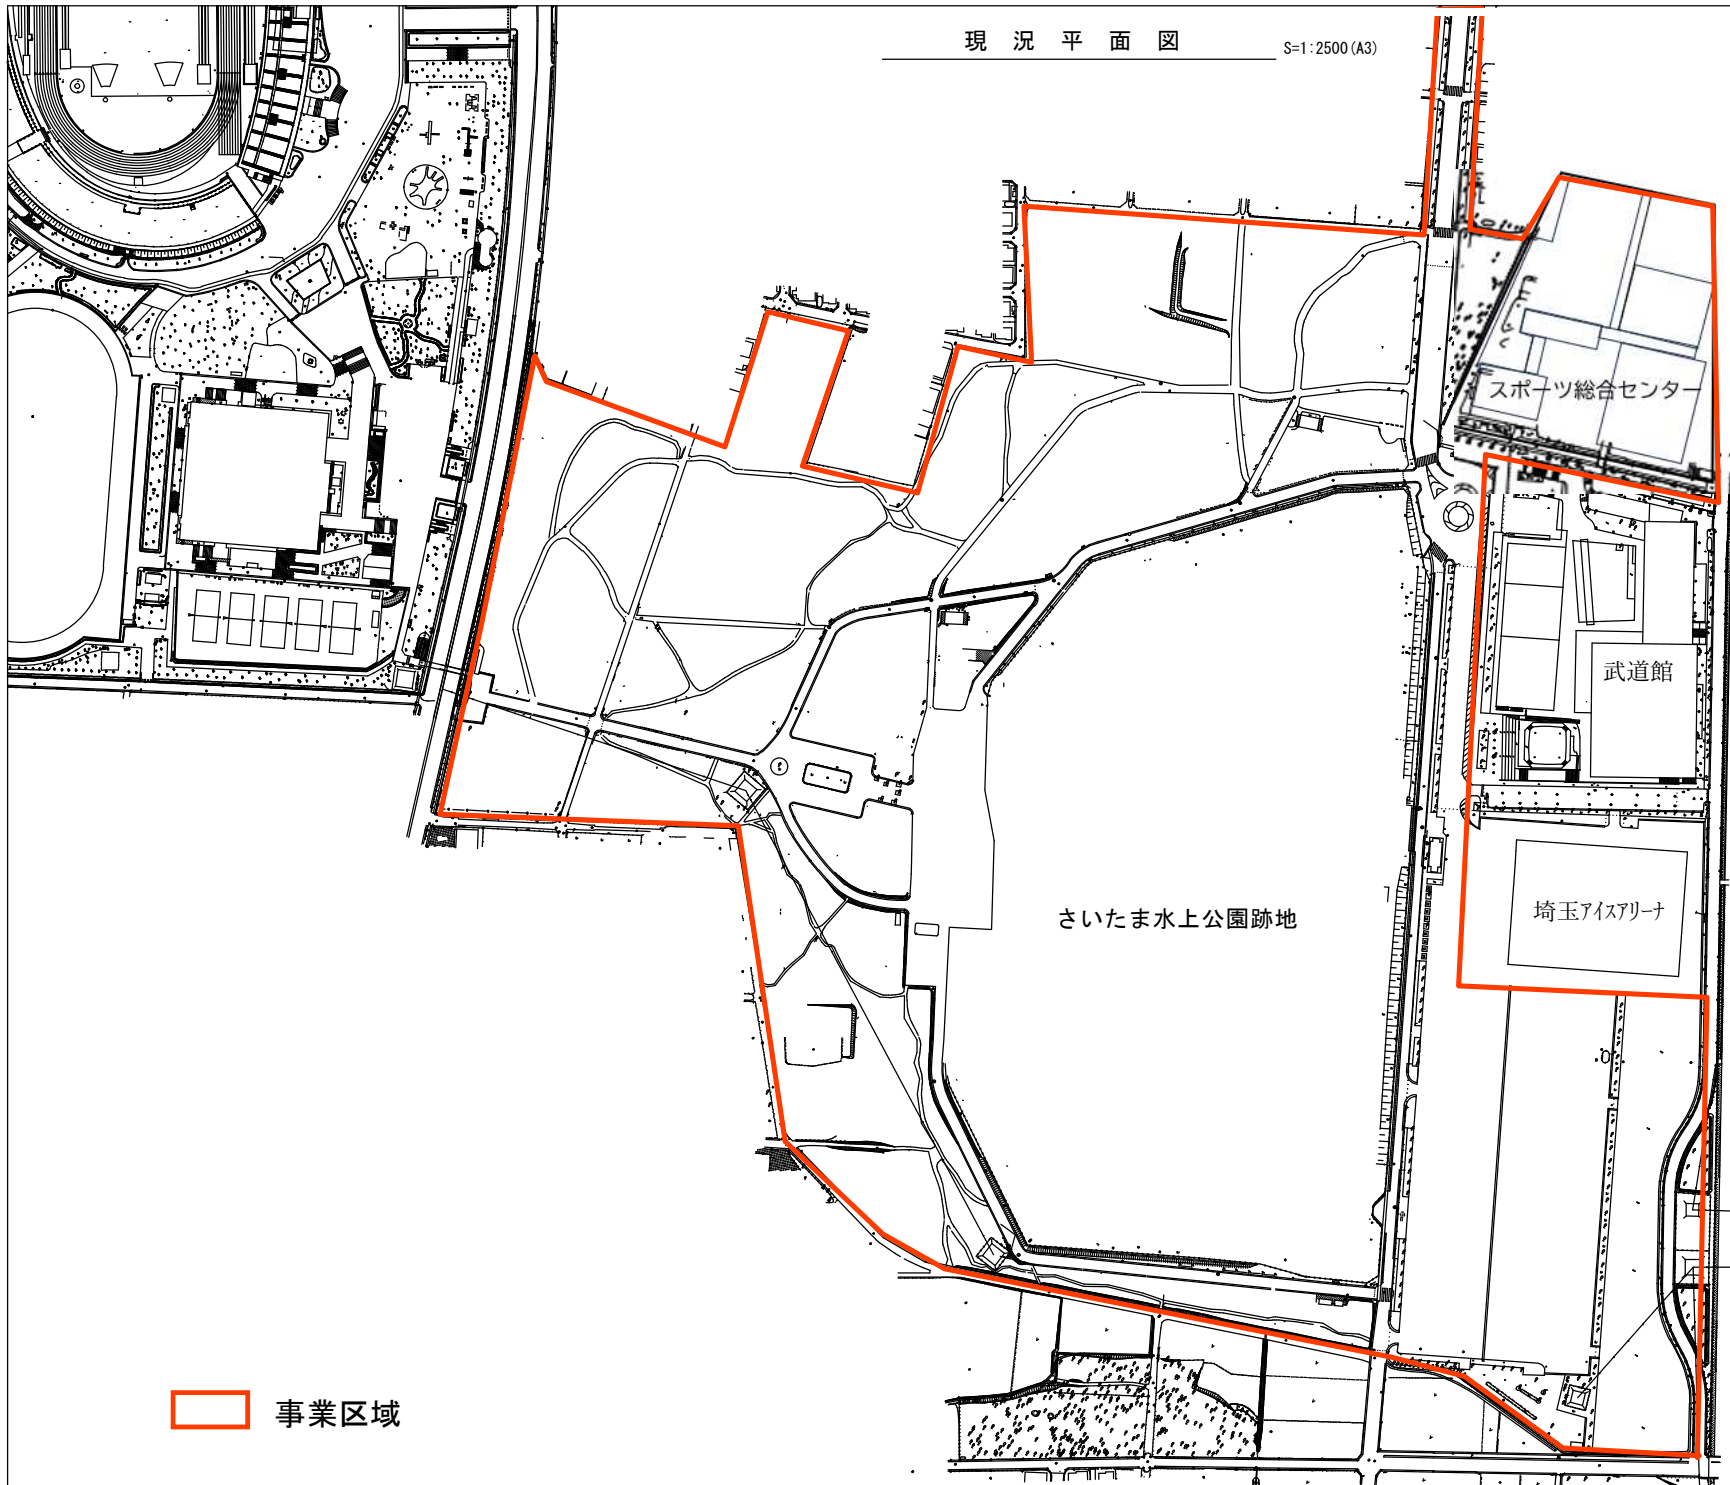 現況平面図
S=1:2500(A3)
スポーツ総合センター
武道館
埼玉アイスアリーナ
さいたま水上公園跡地
事業区域